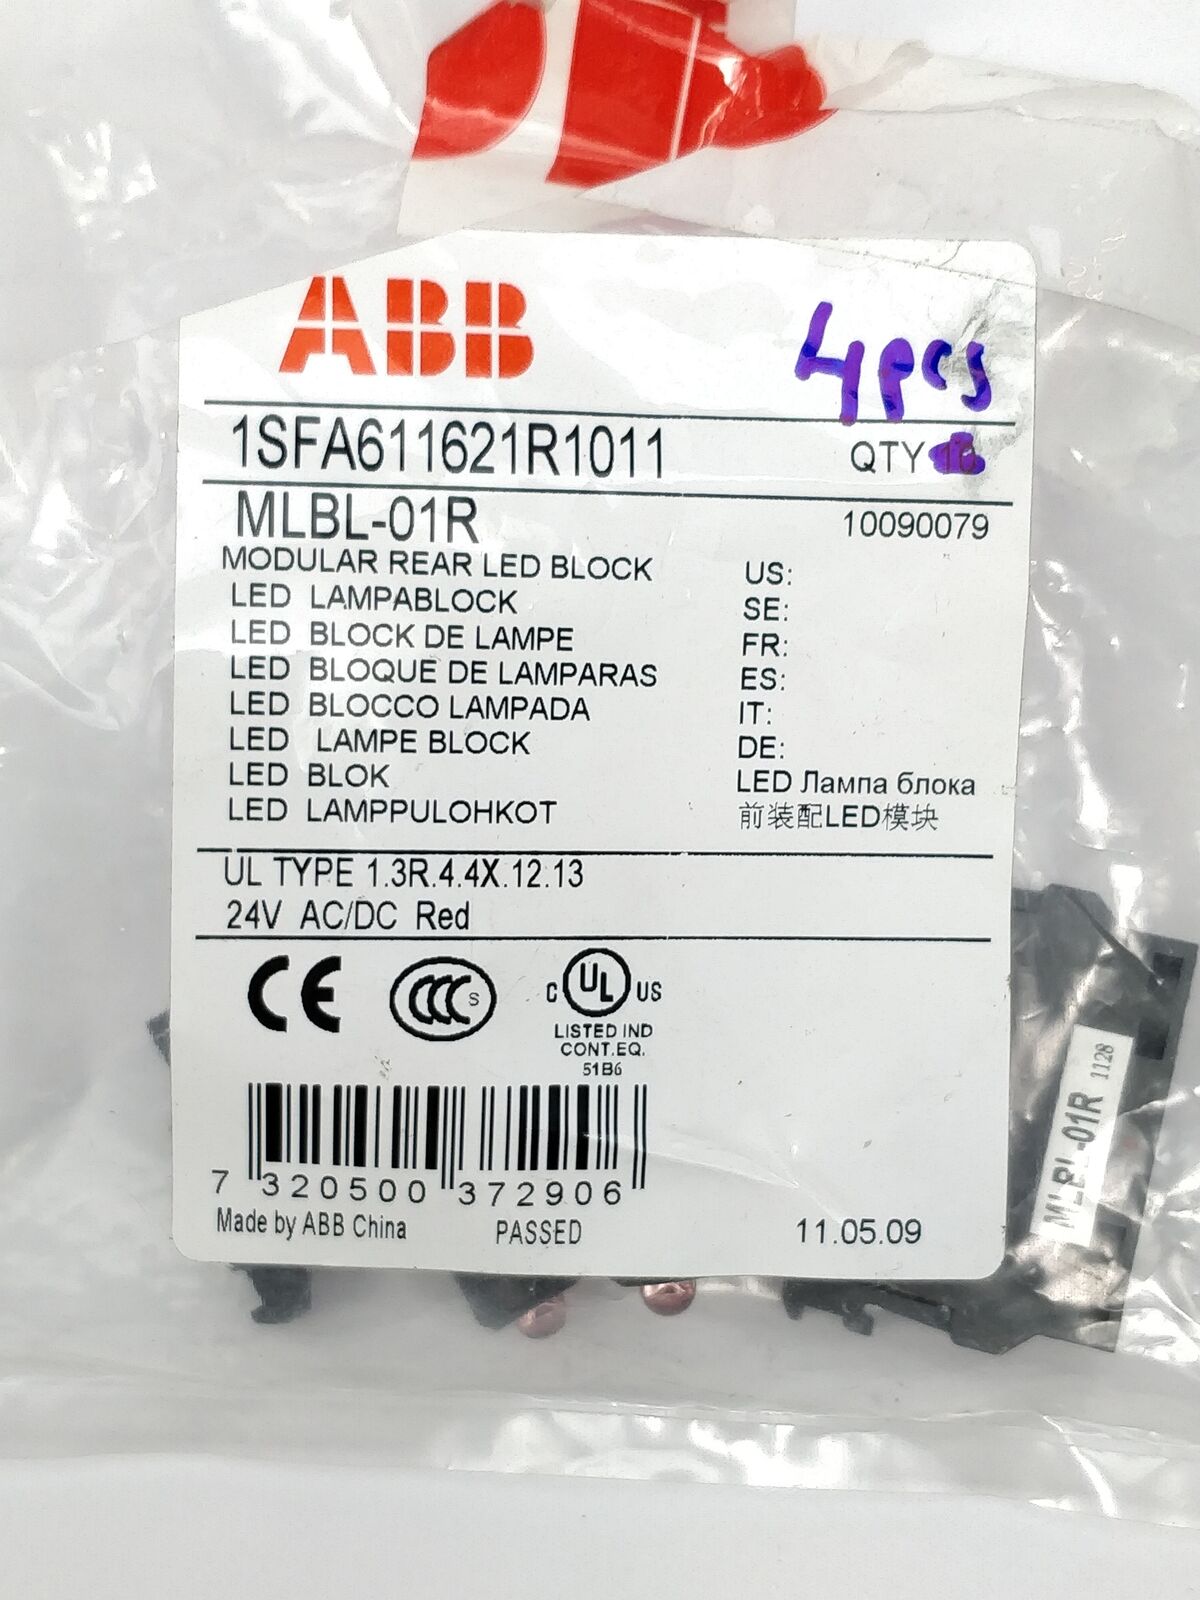 ABB
4pcs
1SFA611621R1011 QTY 10
MLBL-01R 10090079
MODULAR REAR LED BLOCK US:
LED LAMPABLOCK SE:
LED BLOCK DE LAMPE FR:
LED BLOQUE DE LAMPARAS ES:
LED BLOCCO LAMPADA IT:
LED LAMPE BLOCK DE:
LED BLOK LED Лампа блока
LED LAMPPULOHKOT 前装配LED模块
UL TYPE 1.3R.4.4X.12.13
24V AC/DC Red
CE CCC S C UL US
LISTED IND
CONT.EQ.
51B6
7 320500 372906
Made by ABB China PASSED 11.05.09
MLBL-01R 1128